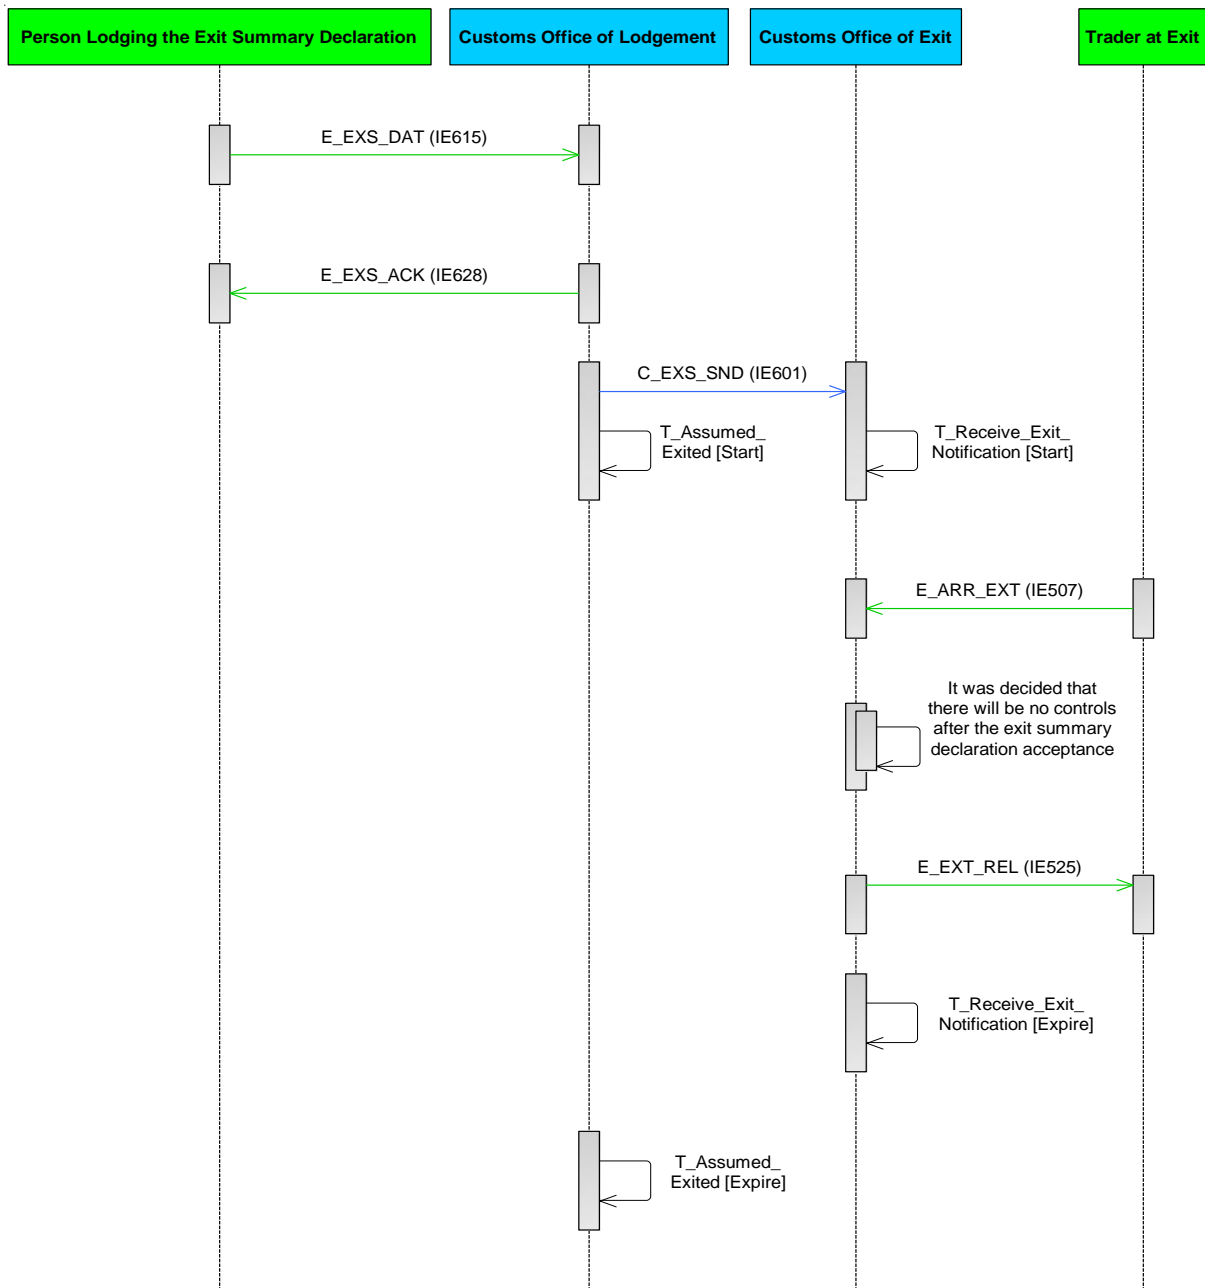 Person Lodging the Exit Summary Declaration
Customs Office of Lodgement
Customs Office of Exit
Trader at Exit
E_EXS_DAT (IE615)
E_EXS_ACK (IE628)
C_EXS_SND (IE601)
T_Assumed_
Exited [Start]
T_Receive_Exit_
Notification [Start]
E_ARR_EXT (IE507)
It was decided that
there will be no controls
after the exit summary
declaration acceptance
E_EXT_REL (IE525)
T_Receive_Exit_
Notification [Expire]
T_Assumed_
Exited [Expire]